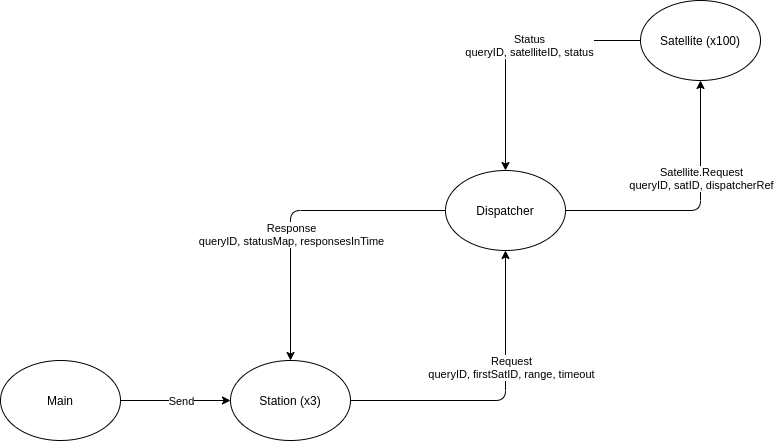 Status
queryID, satelliteID, status
Satellite (x100)
Satellite.Request
queryID, satID, dispatcherRef
Dispatcher
Response
queryID, statusMap, responsesInTime
Request
queryID, firstSatID, range, timeout
Main
Send
Station (x3)